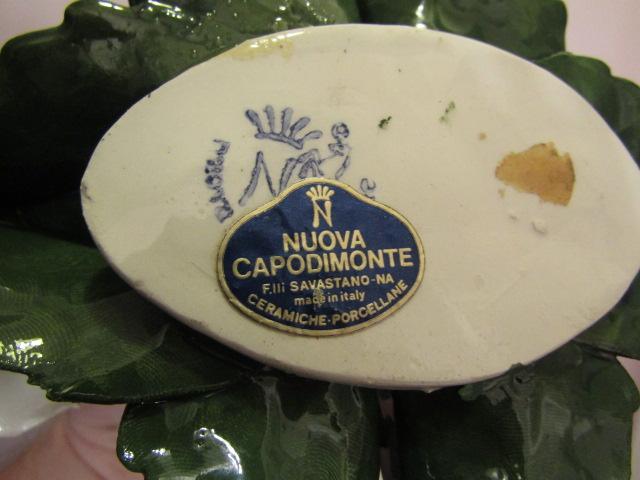 N
NUOVA
CAPODIMONTE
F.lli SAVASTANO-NA
made in italy
CERAMICHE-PORCELLANE